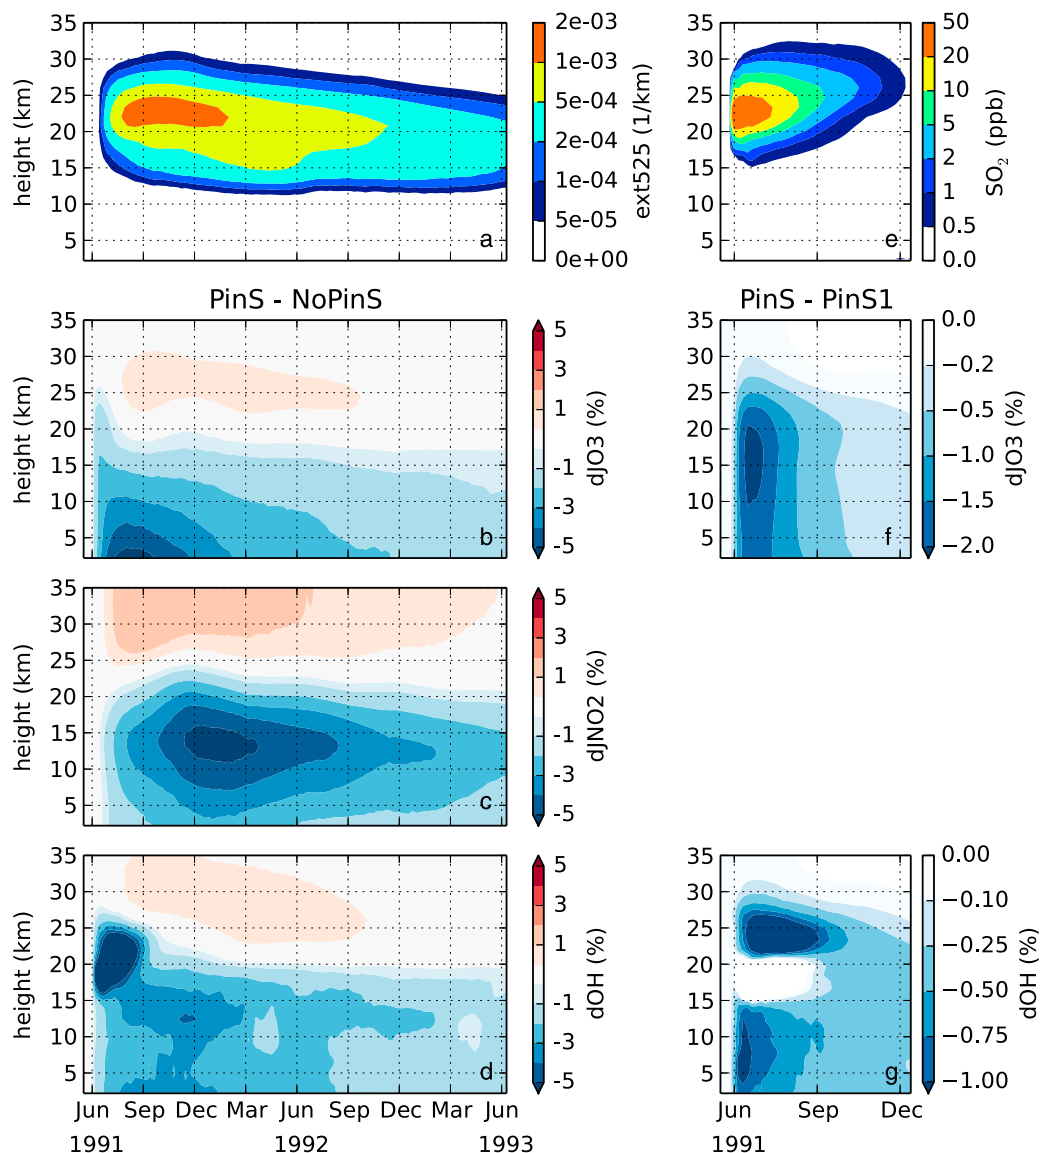 35
30
25
20
15
10
5
height (km)
a
2e-03
1e-03
5e-04
2e-04
1e-04
5e-05
0e+00
ext525 (1/km)
35
30
25
20
15
10
5
e
50
20
10
5
2
1
0.5
0.0
SO2 (ppb)
PinS - NoPinS
35
30
25
20
15
10
5
height (km)
b
5
3
1
-1
-3
-5
dJO3 (%)
PinS - PinS1
35
30
25
20
15
10
5
f
0.0
−0.2
−0.5
−1.0
−1.5
−2.0
dJO3 (%)
35
30
25
20
15
10
5
height (km)
c
5
3
1
-1
-3
-5
dJNO2 (%)
35
30
25
20
15
10
5
height (km)
d
5
3
1
-1
-3
-5
dOH (%)
Jun Sep Dec Mar Jun Sep Dec Mar Jun
1991 1992 1993
35
30
25
20
15
10
5
g
0.00
−0.10
−0.25
−0.50
−0.75
−1.00
dOH (%)
Jun Sep Dec
1991